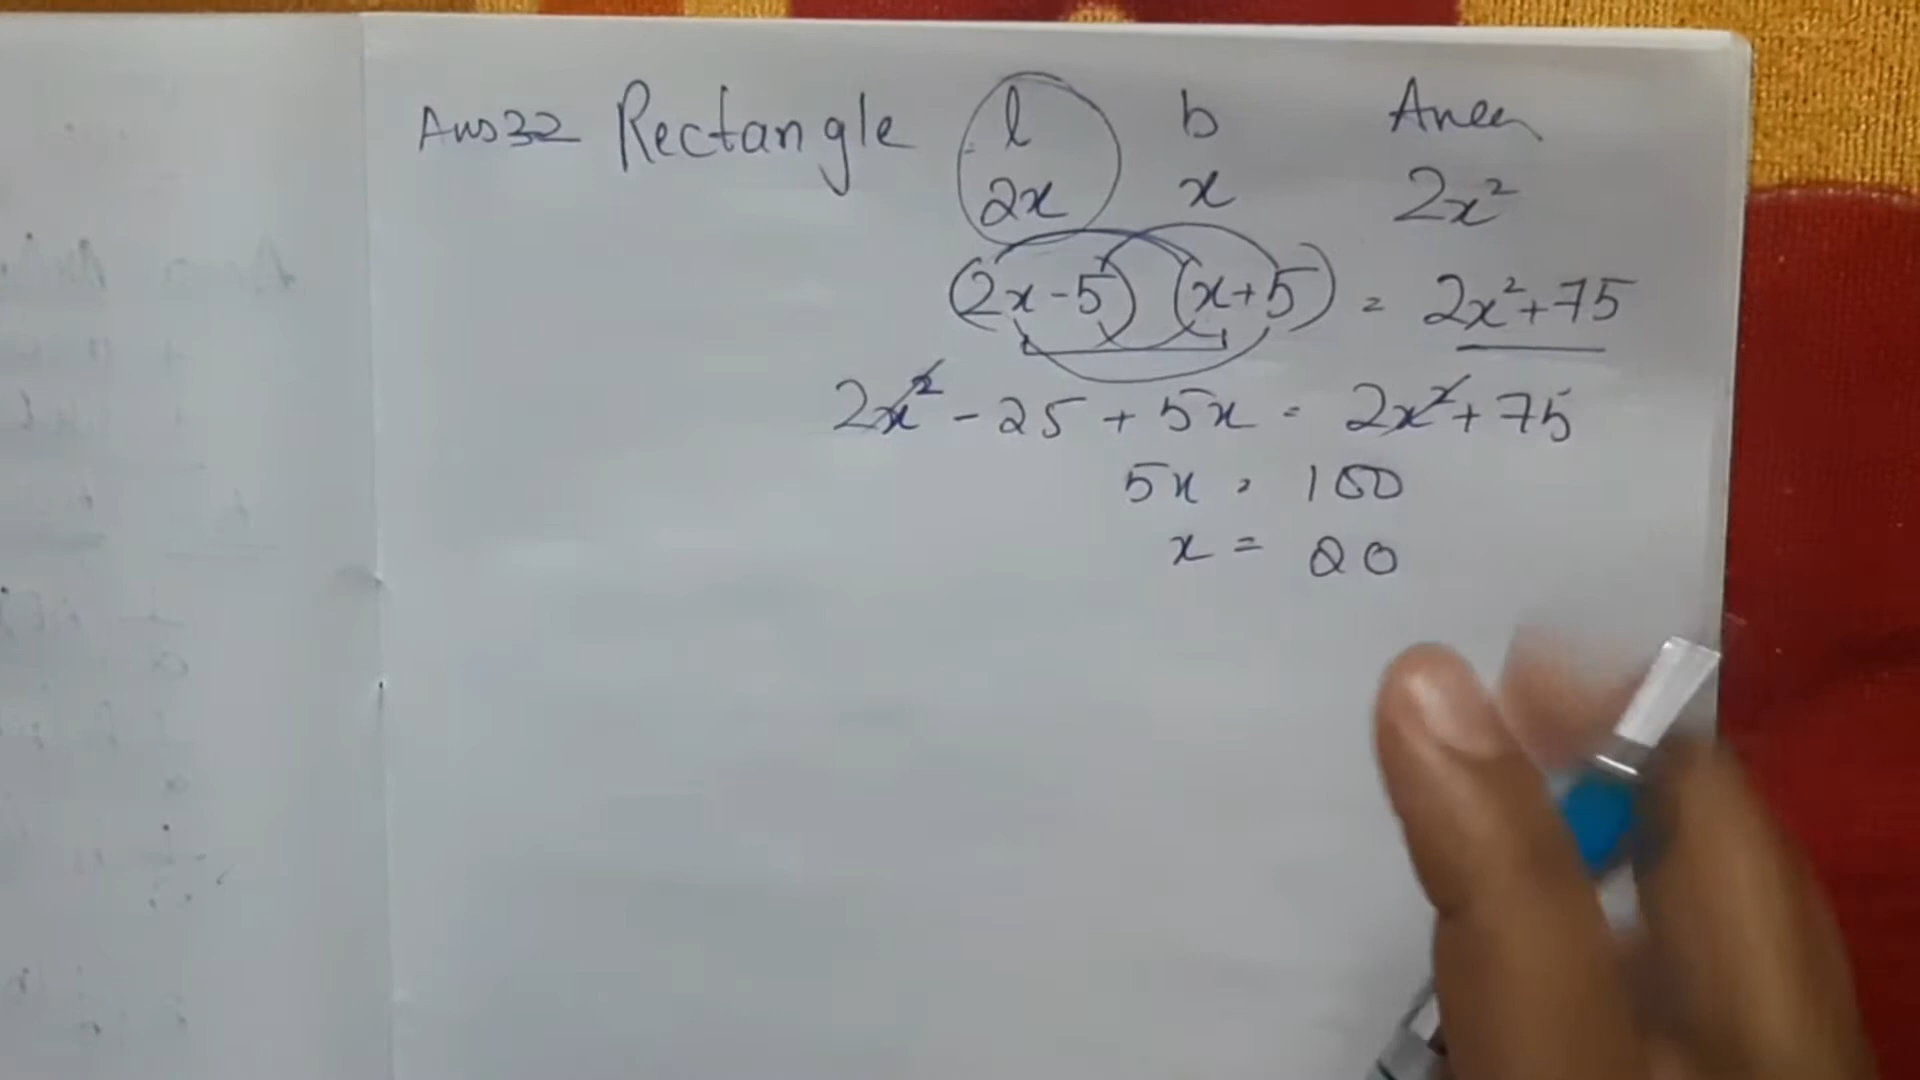 Ans 32 Rectangle l b Area
2x x 2x²
(2x-5) (x+5) = 2x²+75
2x² - 25 + 5x = 2x²+75
5x = 100
x = 20